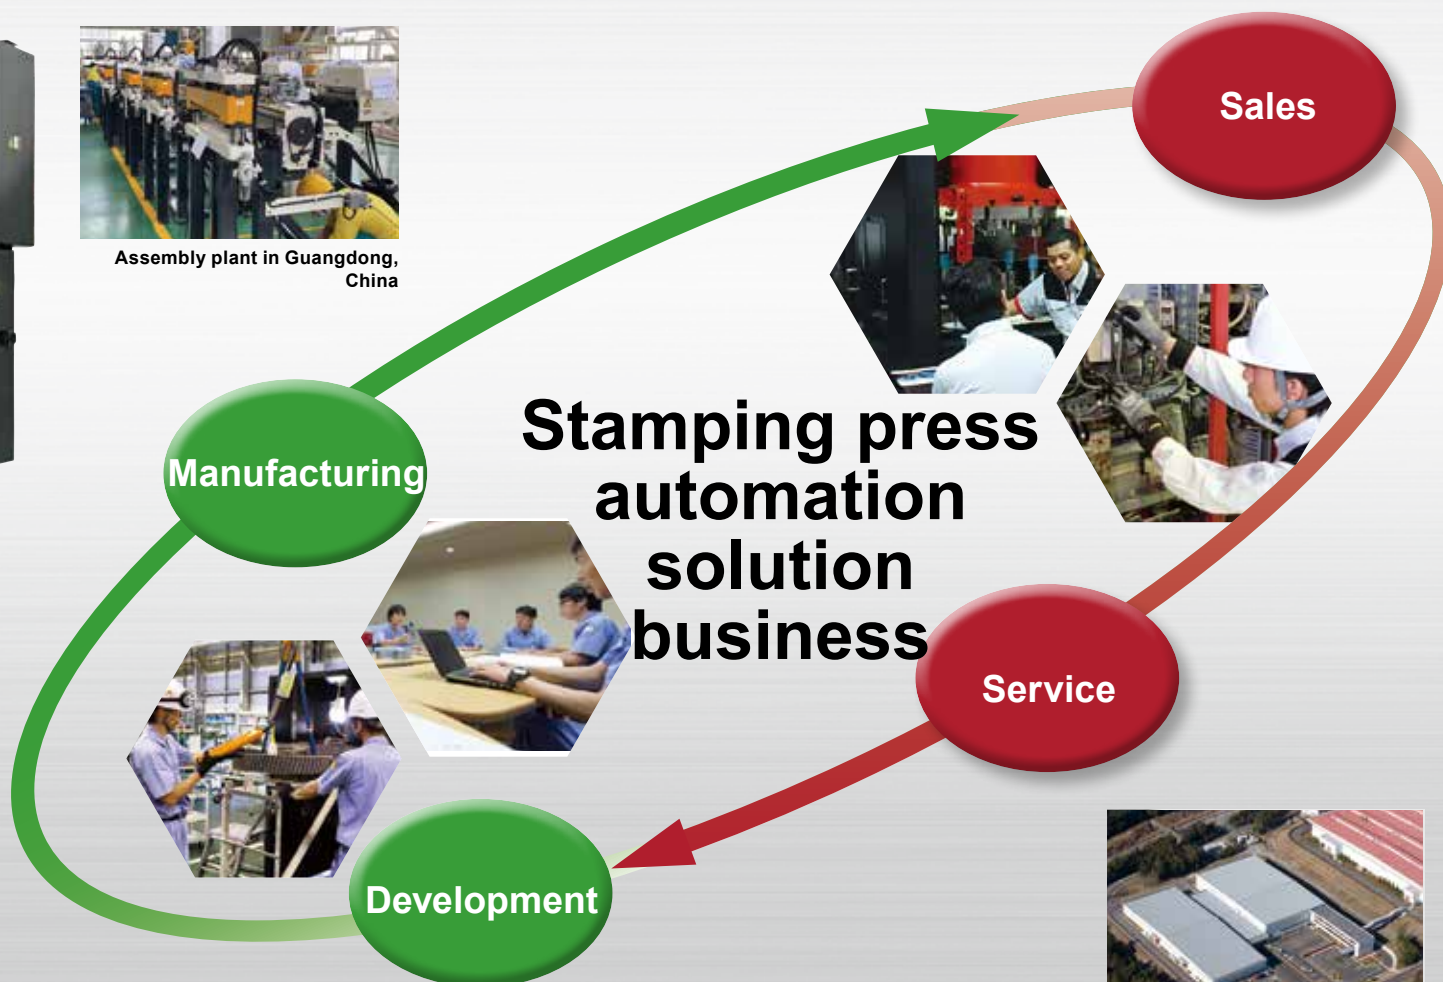 Sales
Assembly plant in Guangdong,
China
Stamping press
automation
solution
business
Manufacturing
Service
Development